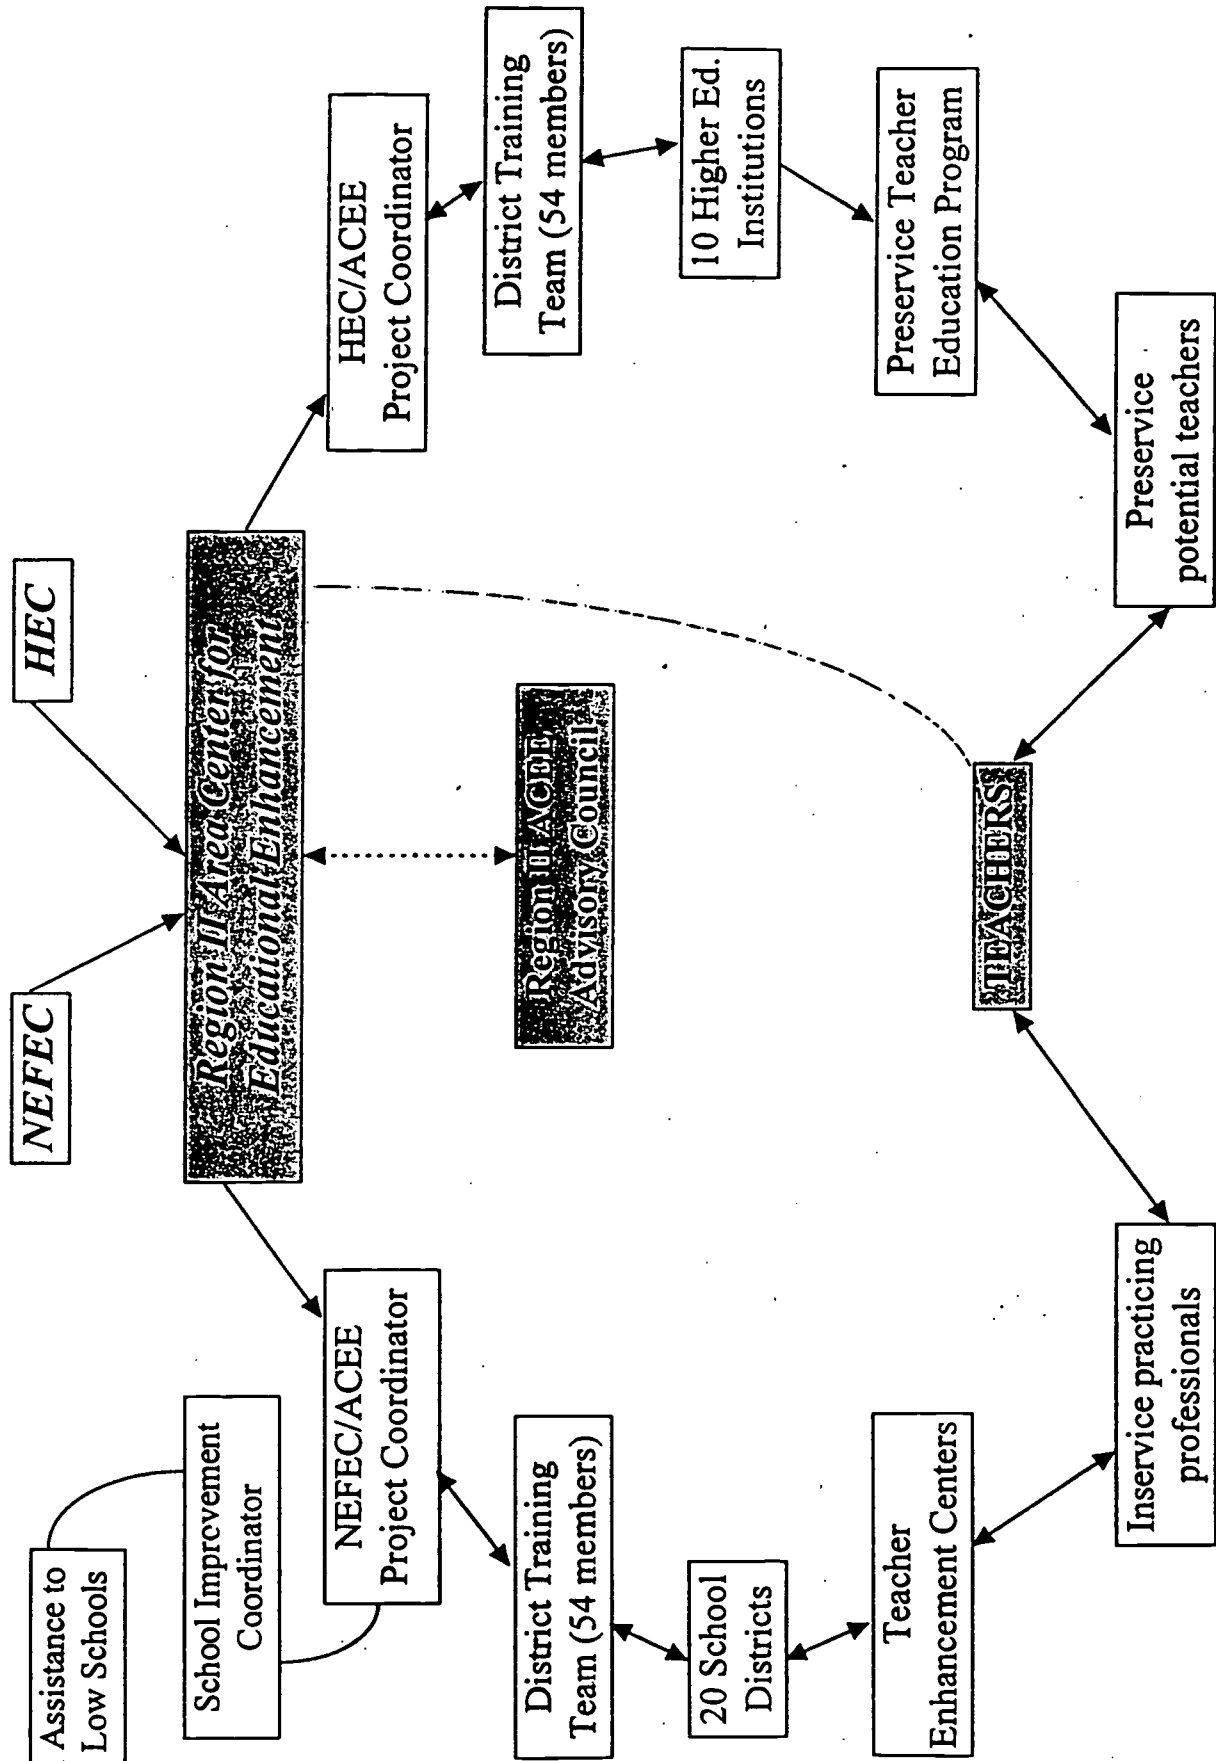 NEFEC
HEC
Region II Area Center for
Educational Enhancement
Assistance to
Low Schools
School Improvement
Coordinator
NEFEC/ACEE
Project Coordinator
HEC/ACEE
Project Coordinator
Region II ACEE
Advisory Council
District Training
Team (54 members)
District Training
Team (54 members)
20 School
Districts
10 Higher Ed.
Institutions
Teacher
Enhancement Centers
Preservice Teacher
Education Program
TEACHERS
Inservice practicing
professionals
Preservice
potential teachers